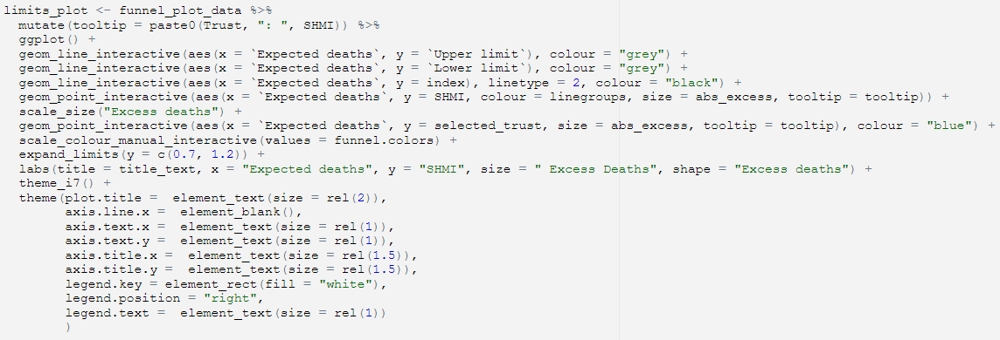 limits_plot <- funnel_plot_data %>%
  mutate(tooltip = paste0(Trust, ": ", SHMI)) %>%
  ggplot() +
  geom_line_interactive(aes(x = `Expected deaths`, y = `Upper limit`), colour = "grey") +
  geom_line_interactive(aes(x = `Expected deaths`, y = `Lower limit`), colour = "grey") +
  geom_line_interactive(aes(x = `Expected deaths`, y = index), linetype = 2, colour = "black") +
  geom_point_interactive(aes(x = `Expected deaths`, y = SHMI, colour = linegroups, size = abs_excess, tooltip = tooltip)) +
  scale_size("Excess deaths") +
  geom_point_interactive(aes(x = `Expected deaths`, y = selected_trust, size = abs_excess, tooltip = tooltip), colour = "blue") +
  scale_colour_manual_interactive(values = funnel.colors) +
  expand_limits(y = c(0.7, 1.2)) +
  labs(title = title_text, x = "Expected deaths", y = "SHMI", size = " Excess Deaths", shape = "Excess deaths") +
  theme_i7() +
  theme(plot.title =  element_text(size = rel(2)),
        axis.line.x =  element_blank(),
        axis.text.x =  element_text(size = rel(1)),
        axis.text.y =  element_text(size = rel(1)),
        axis.title.x =  element_text(size = rel(1.5)),
        axis.title.y =  element_text(size = rel(1.5)),
        legend.key = element_rect(fill = "white"),
        legend.position = "right",
        legend.text =  element_text(size = rel(1))
        )